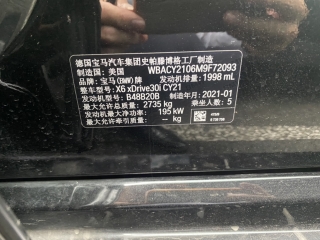 德国宝马汽车集团史帕滕博格工厂制造
制造国: 美国 WBACY2106M9F72093
品牌: 宝马(BMW)牌 发动机排量: 1998 mL
整车型号: X6 xDrive30i CY21
发动机型号: B48B20B 制造年月: 2021-01
最大允许总质量: 2735 kg 乘坐人数: 5
发动机最大净功率: 195 kW
最大允许牵引质量: - kg